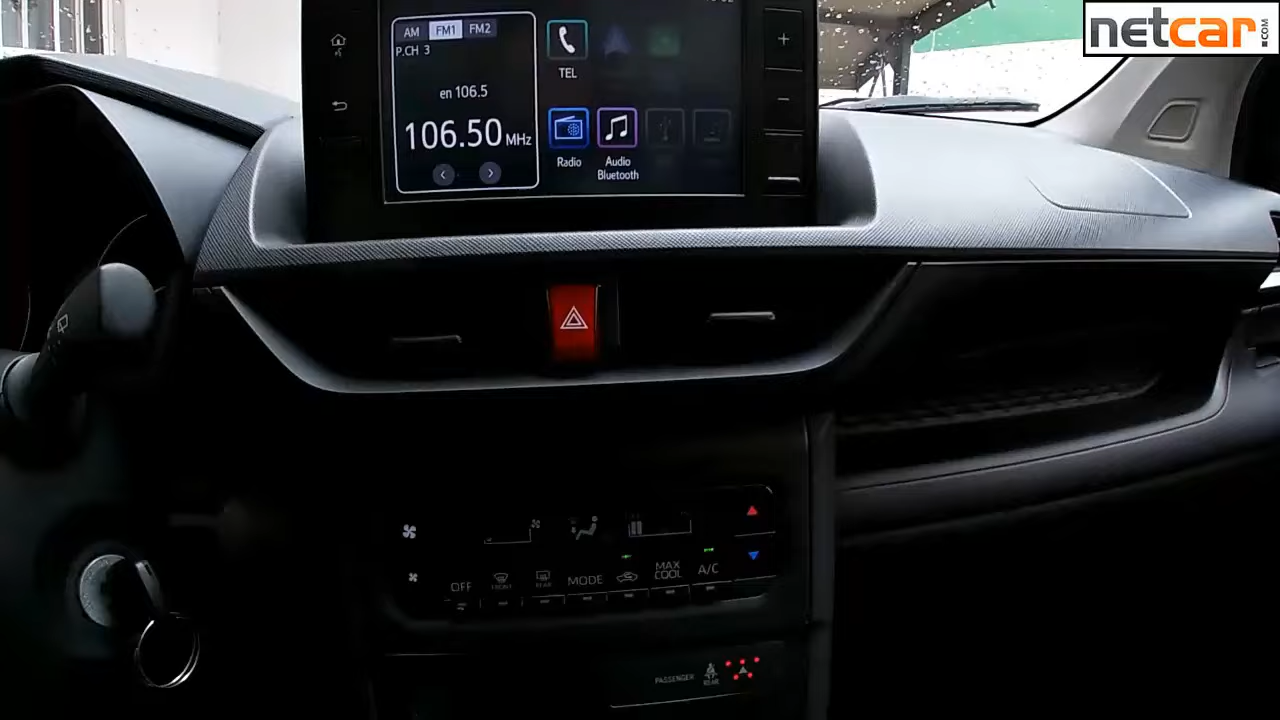 netcar.com
AM FM1 FM2
P.CH 3
en 106.5
106.50 MHz
TEL
Radio
Audio
Bluetooth
OFF
FRONT
REAR
MODE
MAX
COOL
A/C
PASSENGER
REAR